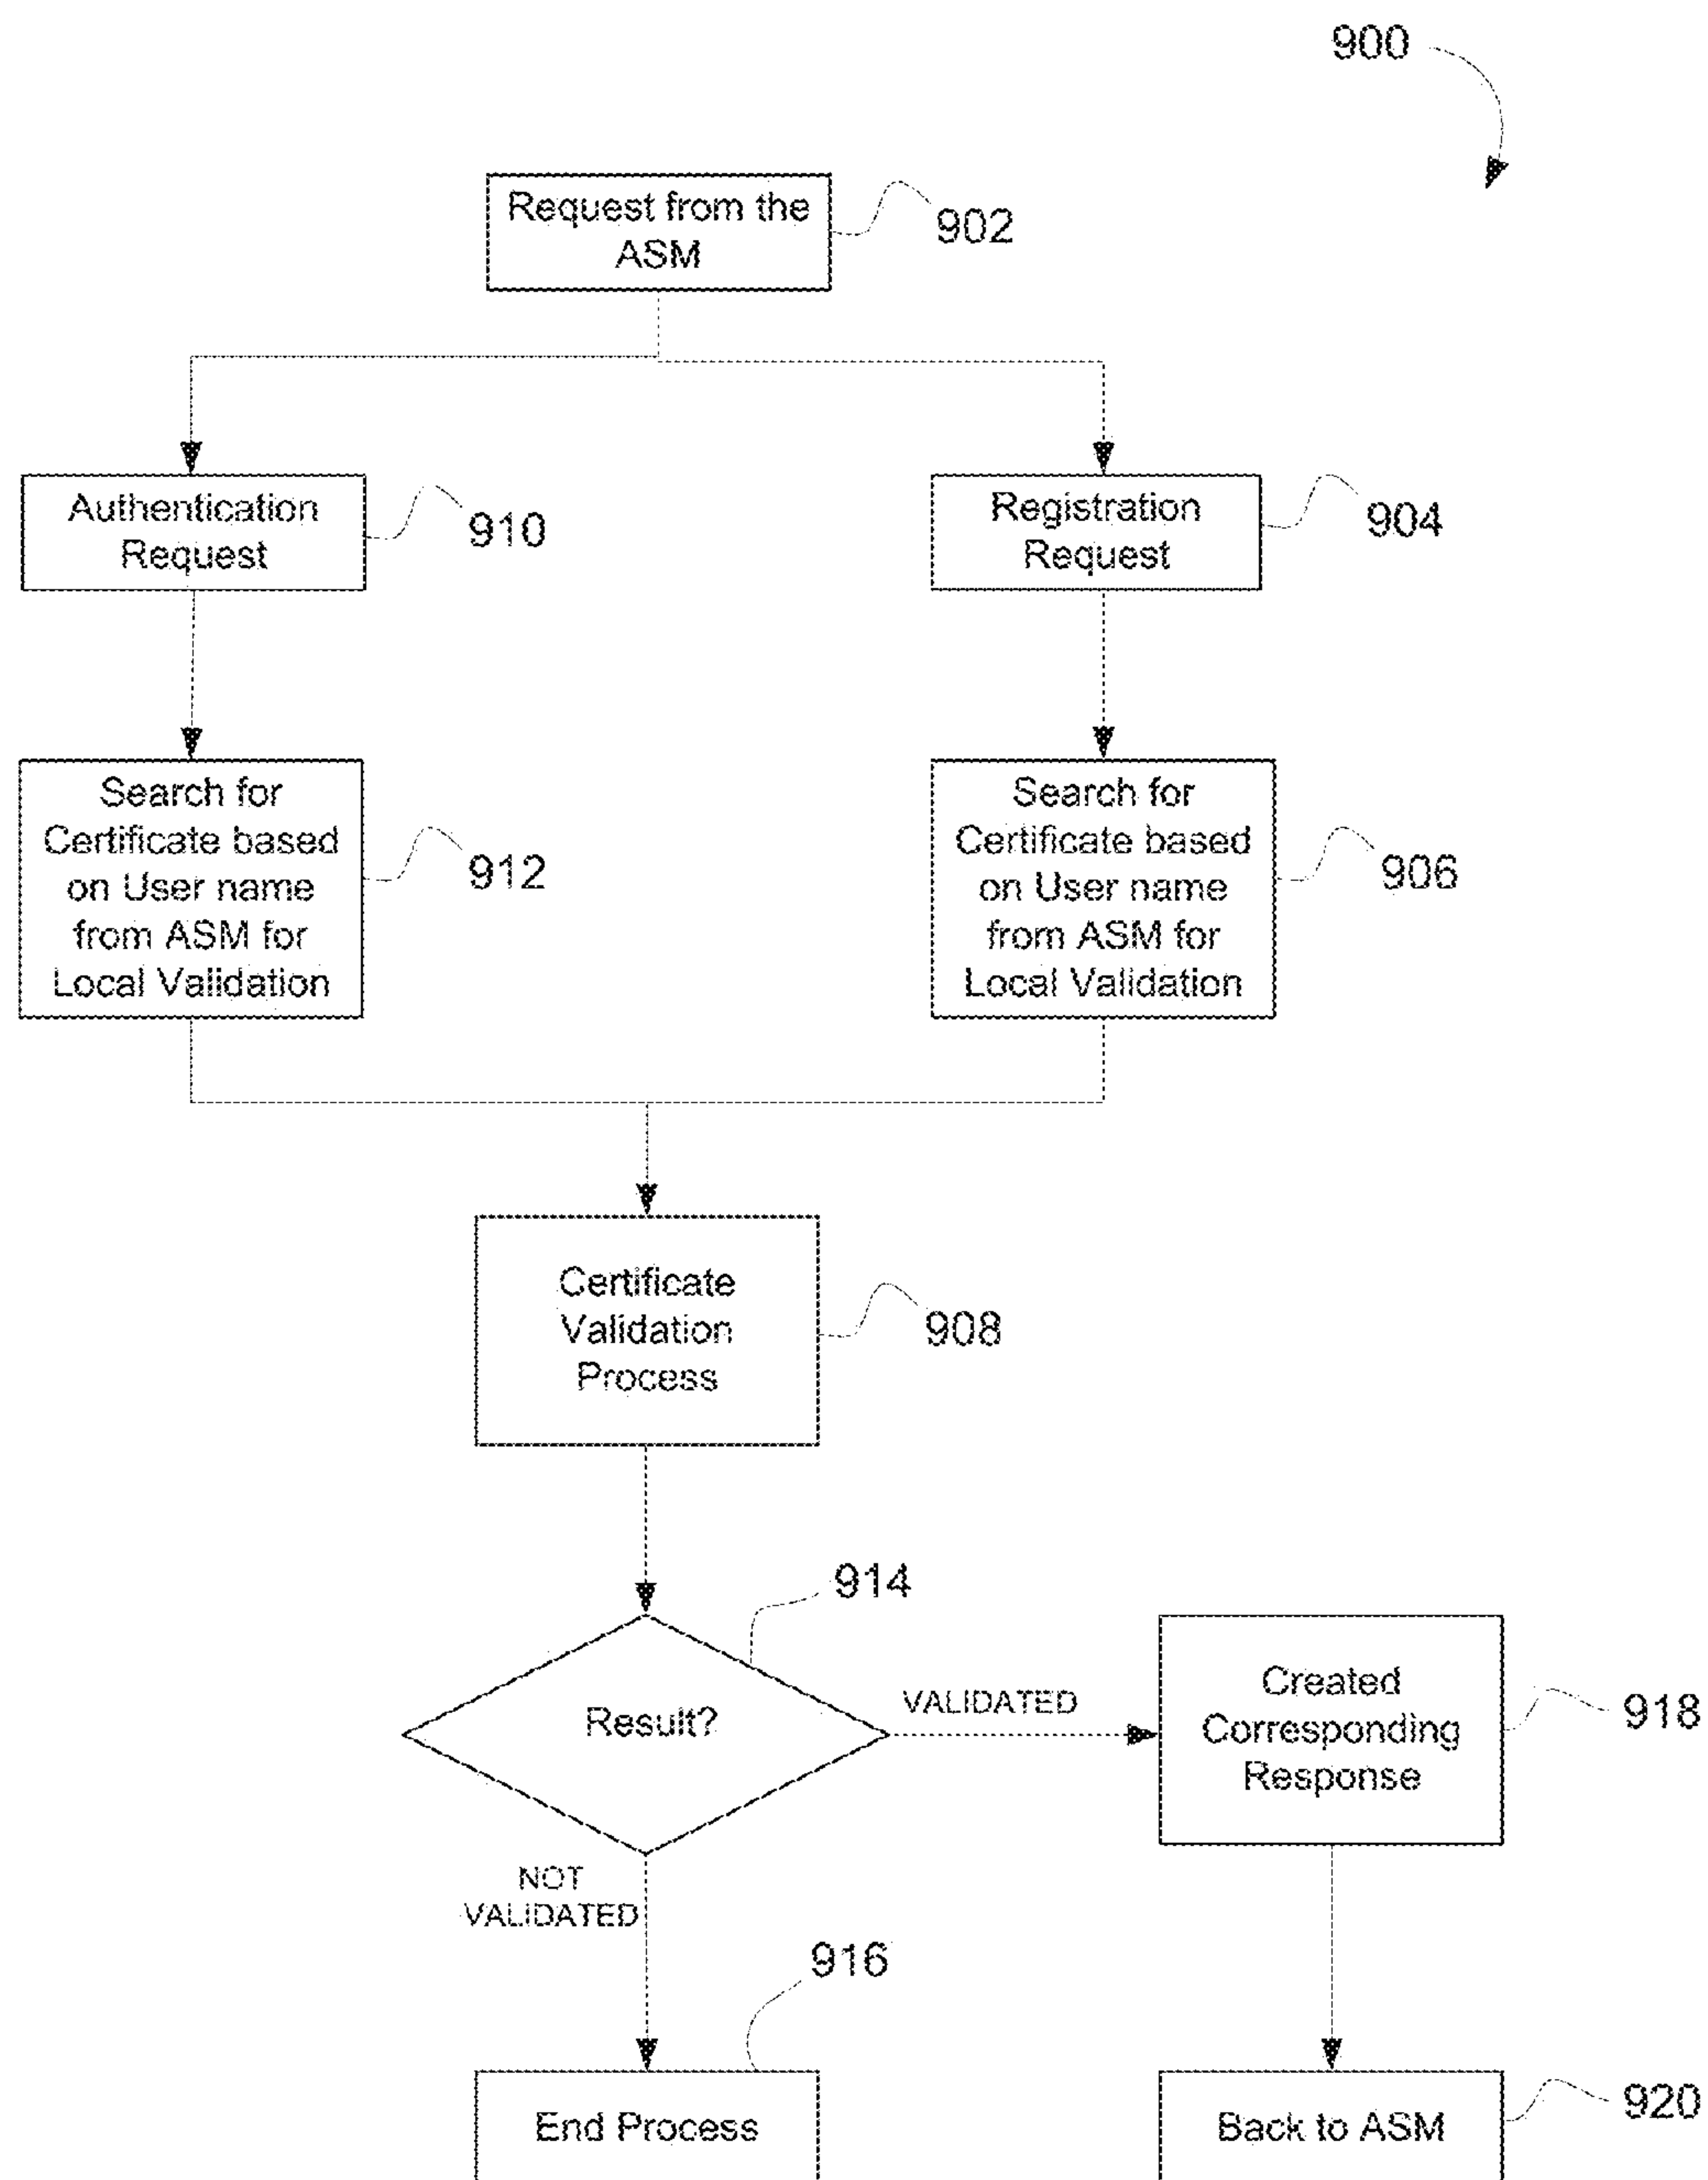 900
Request from the
ASM
902
Authentication
Request
910
Registration
Request
904
Search for
Certificate based
on User name
from ASM for
Local Validation
912
Search for
Certificate based
on User name
from ASM for
Local Validation
906
Certificate
Validation
Process
908
914
Result?
VALIDATED
Created
Corresponding
Response
918
NOT
VALIDATED
916
End Process
Back to ASM
920